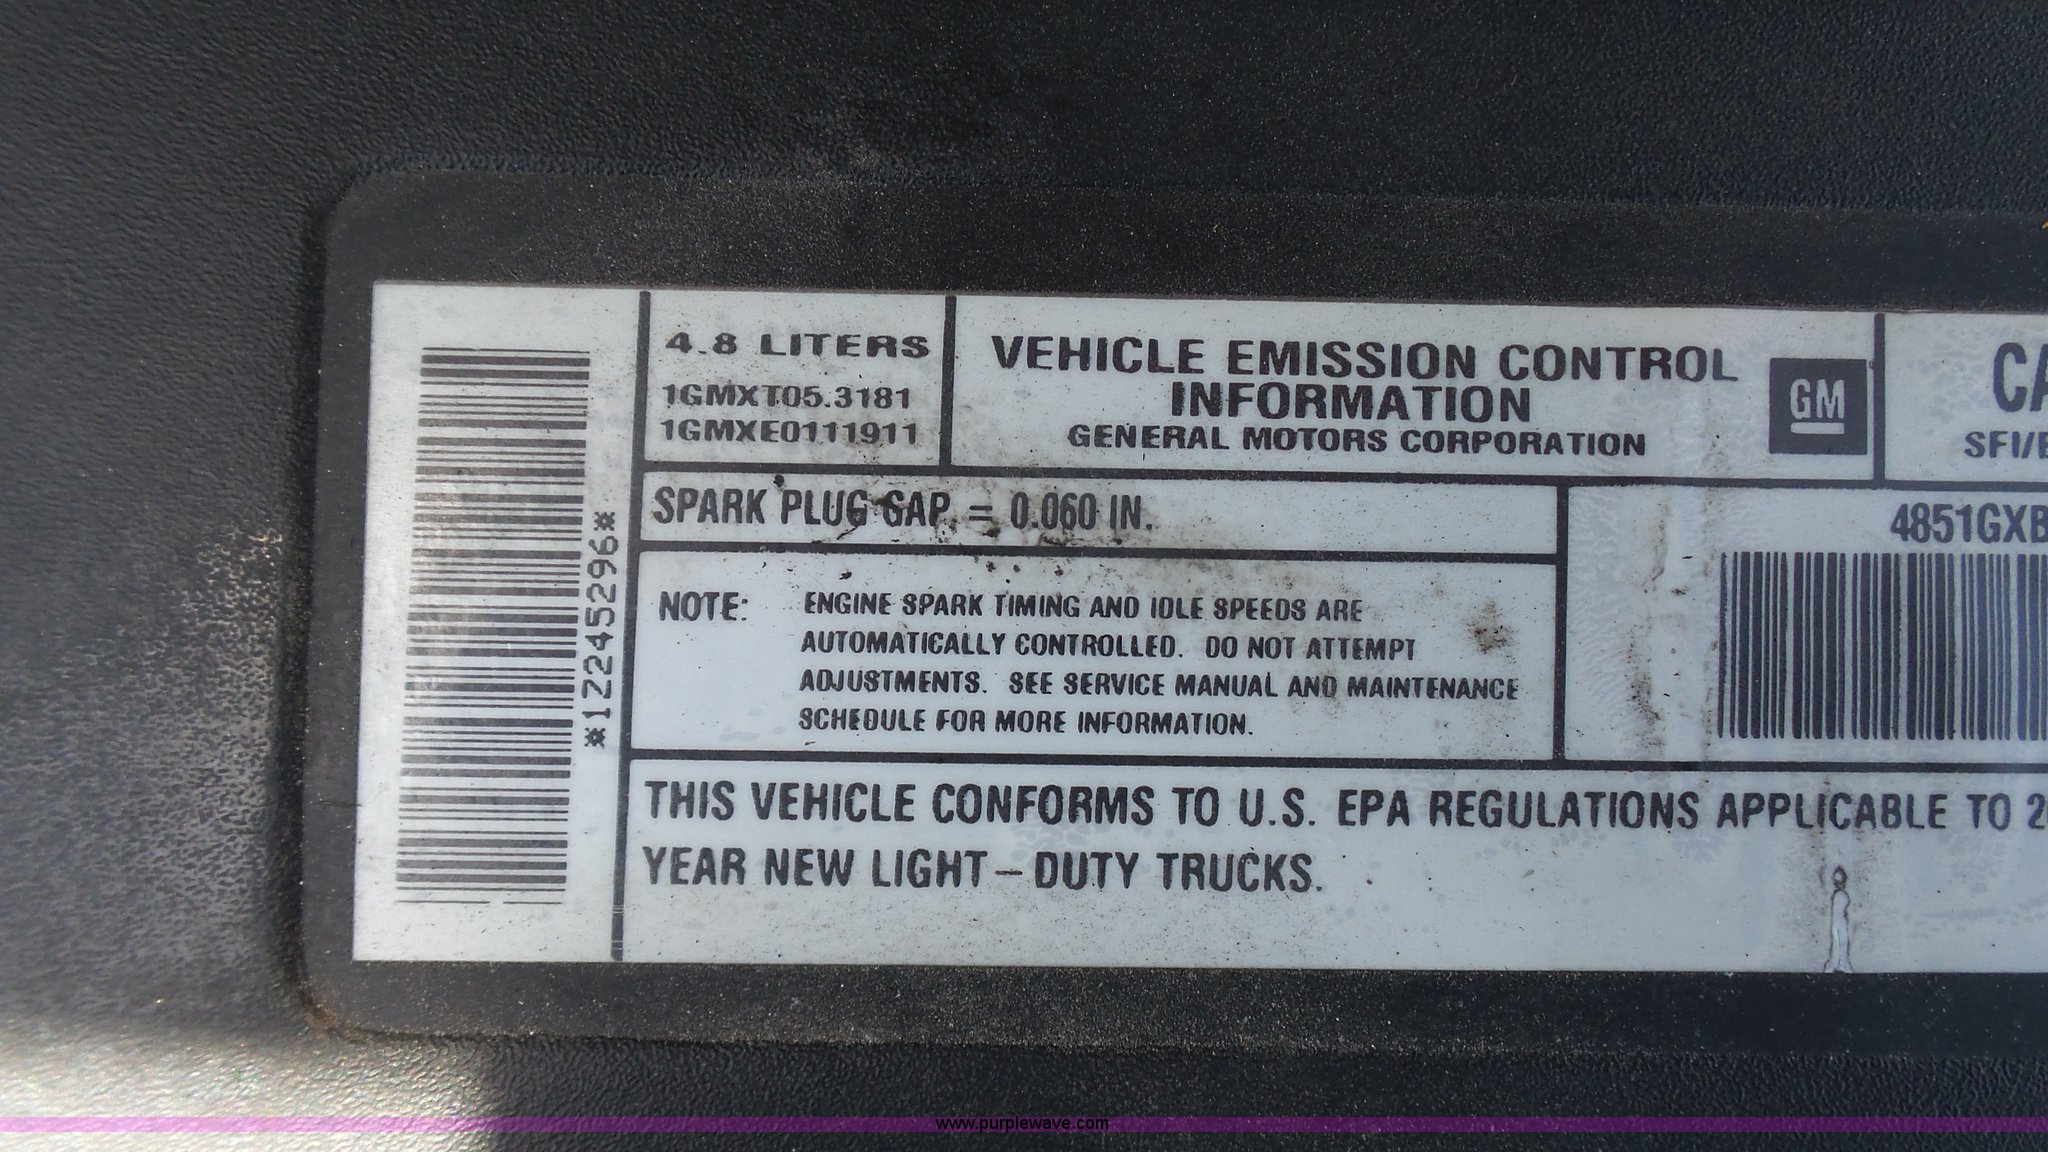 *12245296*
4.8 LITERS
1GMXT05.3181
1GMXE0111911
VEHICLE EMISSION CONTROL
INFORMATION
GENERAL MOTORS CORPORATION
GM
CA
SFI/
SPARK PLUG GAP = 0.060 IN.
4851GXB
NOTE: ENGINE SPARK TIMING AND IDLE SPEEDS ARE
AUTOMATICALLY CONTROLLED. DO NOT ATTEMPT
ADJUSTMENTS. SEE SERVICE MANUAL AND MAINTENANCE
SCHEDULE FOR MORE INFORMATION.
THIS VEHICLE CONFORMS TO U.S. EPA REGULATIONS APPLICABLE TO 2
YEAR NEW LIGHT-DUTY TRUCKS.
www.purplewave.com